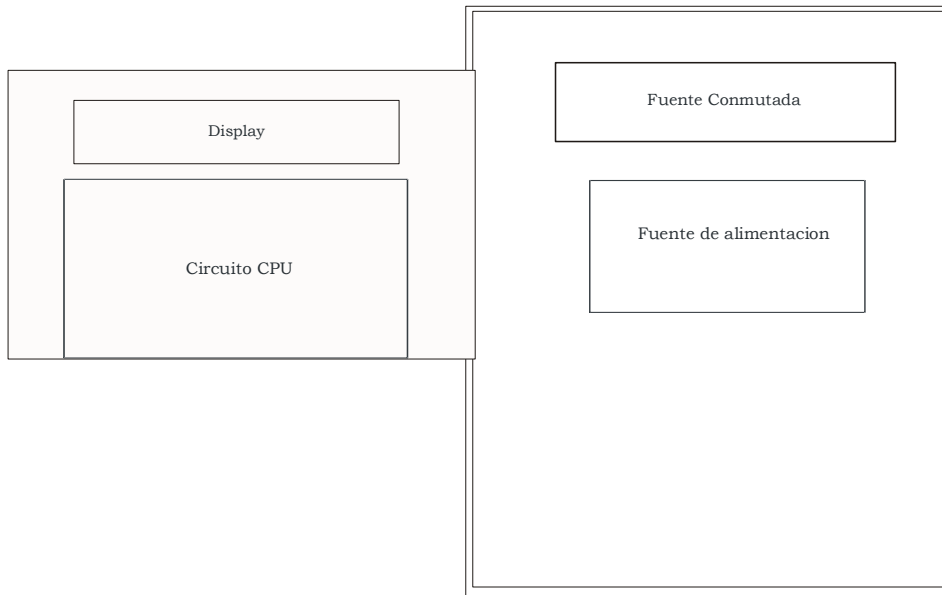 Fuente Conmutada
Display
Fuente de alimentacion
Circuito CPU